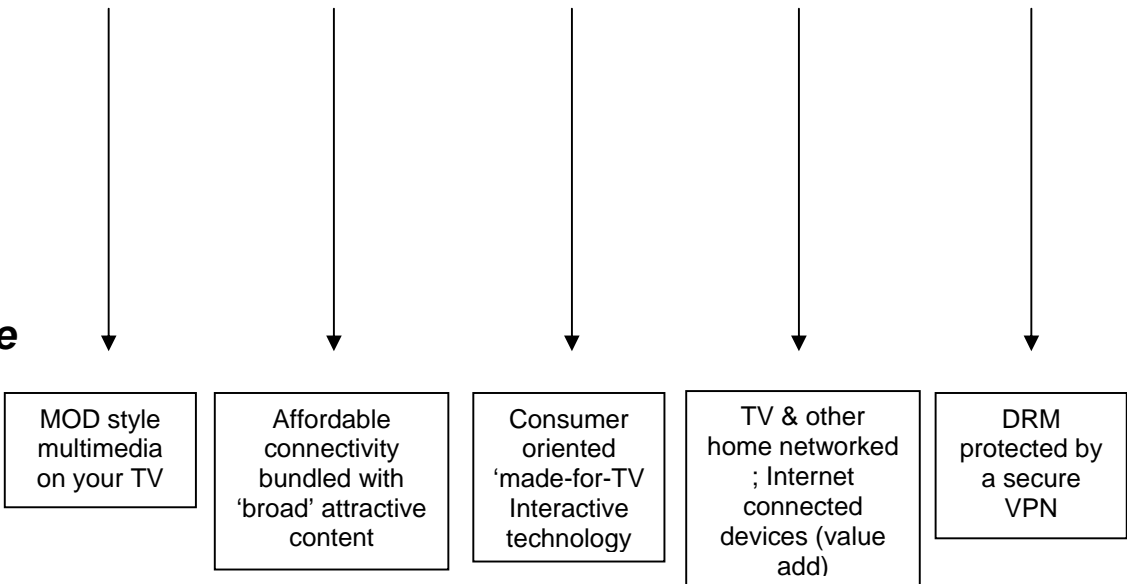 e
MOD style
multimedia
on your TV
Affordable
connectivity
bundled with
‘broad’ attractive
content
Consumer
oriented
‘made-for-TV
Interactive
technology
TV & other
home networked
; Internet
connected
devices (value
add)
DRM
protected by
a secure
VPN